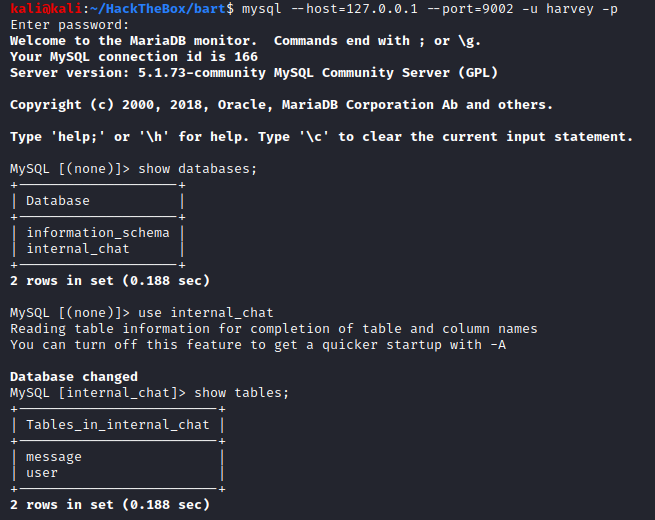 kali@kali:~/HackTheBox/bart$ mysql --host=127.0.0.1 --port=9002 -u harvey -p
Enter password:
Welcome to the MariaDB monitor.  Commands end with ; or \g.
Your MySQL connection id is 166
Server version: 5.1.73-community MySQL Community Server (GPL)

Copyright (c) 2000, 2018, Oracle, MariaDB Corporation Ab and others.

Type 'help;' or '\h' for help. Type '\c' to clear the current input statement.

MySQL [(none)]> show databases;
+--------------------+
| Database           |
+--------------------+
| information_schema |
| internal_chat      |
+--------------------+
2 rows in set (0.188 sec)

MySQL [(none)]> use internal_chat
Reading table information for completion of table and column names
You can turn off this feature to get a quicker startup with -A

Database changed
MySQL [internal_chat]> show tables;
+-------------------------+
| Tables_in_internal_chat |
+-------------------------+
| message                 |
| user                    |
+-------------------------+
2 rows in set (0.188 sec)